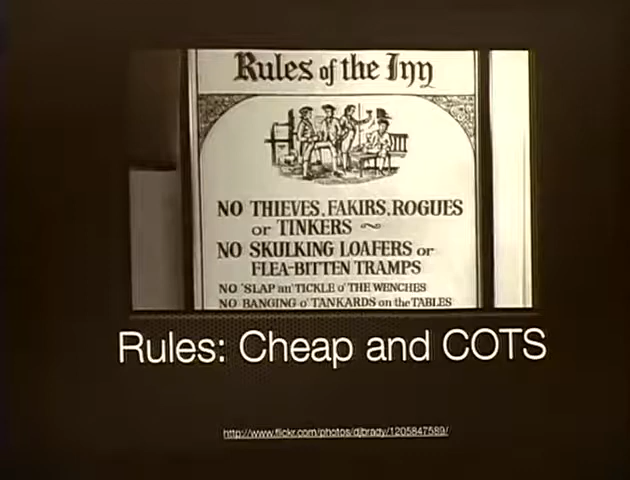 Rules of the Inn
NO THIEVES, FAKIRS, ROGUES
or TINKERS ~
NO SKULKING LOAFERS or
FLEA-BITTEN TRAMPS
NO 'SLAP an' TICKLE o' THE WENCHES
NO BANGING o' TANKARDS on the TABLES
Rules: Cheap and COTS
http://www.flickr.com/photos/djbrady/1205847589/